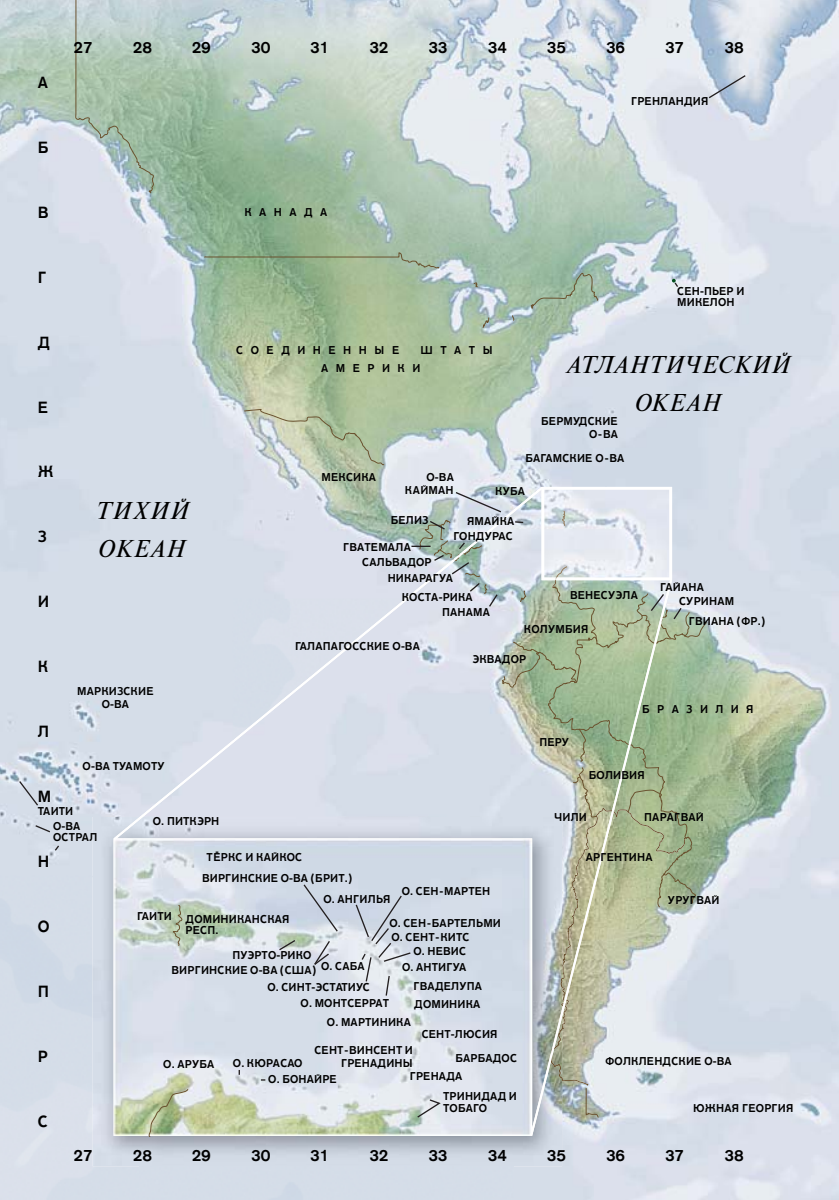 27 28 29 30 31 32 33 34 35 36 37 38
А
ГРЕНЛАНДИЯ
Б
В
КАНАДА
Г
СЕН-ПЬЕР И
МИКЕЛОН
Д
СОЕДИНЕННЫЕ ШТАТЫ
АМЕРИКИ
АТЛАНТИЧЕСКИЙ
ОКЕАН
Е
БЕРМУДСКИЕ
О-ВА
БАГАМСКИЕ О-ВА
Ж
МЕКСИКА
О-ВА
КАЙМАН
КУБА
ТИХИЙ
ОКЕАН
БЕЛИЗ
ЯМАЙКА
З
ГОНДУРАС
ГВАТЕМАЛА
САЛЬВАДОР
НИКАРАГУА
КОСТА-РИКА
ПАНАМА
ВЕНЕСУЭЛА
ГАЙАНА
СУРИНАМ
ГВИАНА (ФР.)
И
КОЛУМБИЯ
ГАЛАПАГОССКИЕ О-ВА
ЭКВАДОР
К
МАРКИЗСКИЕ
О-ВА
БРАЗИЛИЯ
Л
ПЕРУ
О-ВА ТУАМОТУ
БОЛИВИЯ
М
ТАИТИ
О-ВА
ОСТРАЛ
О. ПИТКЭРН
ЧИЛИ
ПАРАГВАЙ
Н
АРГЕНТИНА
УРУГВАЙ
ТЁРКС И КАЙКОС
ВИРГИНСКИЕ О-ВА (БРИТ.)
О. АНГИЛЬЯ
О. СЕН-МАРТЕН
О
ГАИТИ
ДОМИНИКАНСКАЯ
РЕСП.
О. СЕН-БАРТЕЛЬМИ
О. СЕНТ-КИТС
ПУЭРТО-РИКО
О. НЕВИС
ВИРГИНСКИЕ О-ВА (США)
О. САБА
О. АНТИГУА
О. СИНТ-ЭСТАТИУС
ГВАДЕЛУПА
П
О. МОНТСЕРРАТ
ДОМИНИКА
О. МАРТИНИКА
СЕНТ-ЛЮСИЯ
СЕНТ-ВИНСЕНТ И
ГРЕНАДИНЫ
БАРБАДОС
Р
О. АРУБА
О. КЮРАСАО
О. БОНАЙРЕ
ГРЕНАДА
ТРИНИДАД И
ТОБАГО
ФОЛКЛЕНДСКИЕ О-ВА
ЮЖНАЯ ГЕОРГИЯ
С
27 28 29 30 31 32 33 34 35 36 37 38